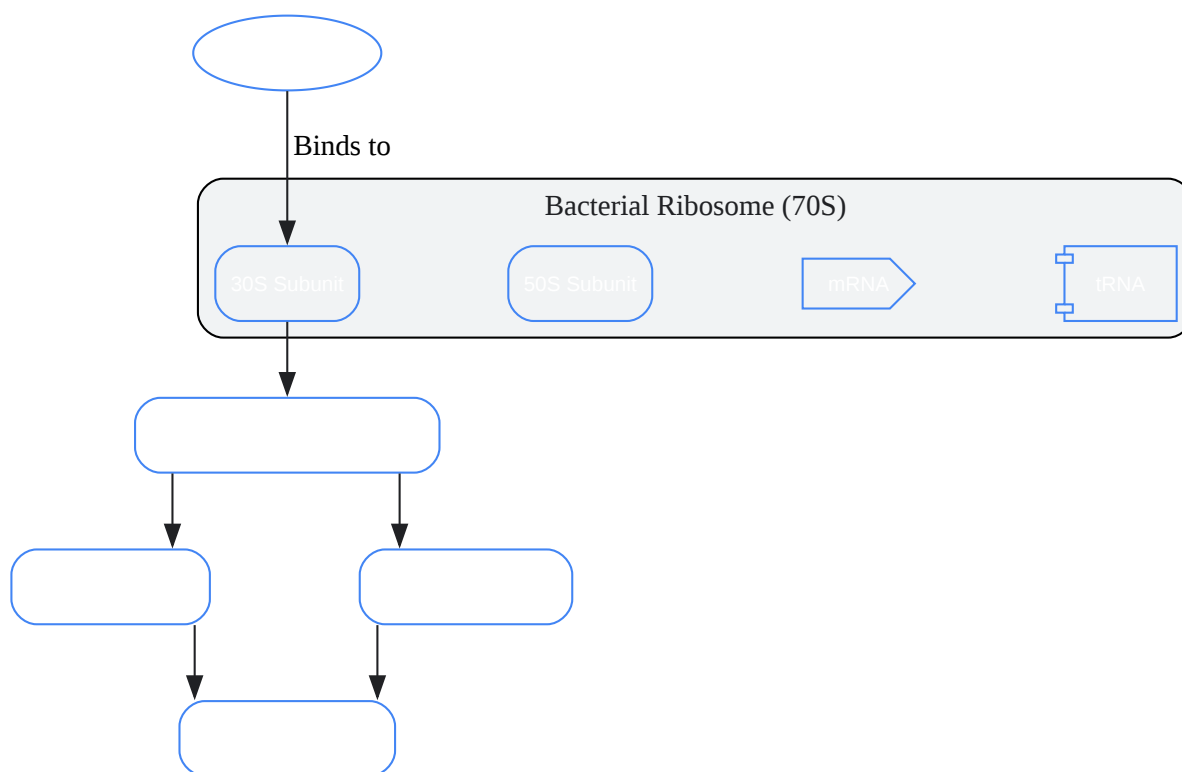 Binds to
Bacterial Ribosome (70S)
30S Subunit
50S Subunit
mRNA
tRNA